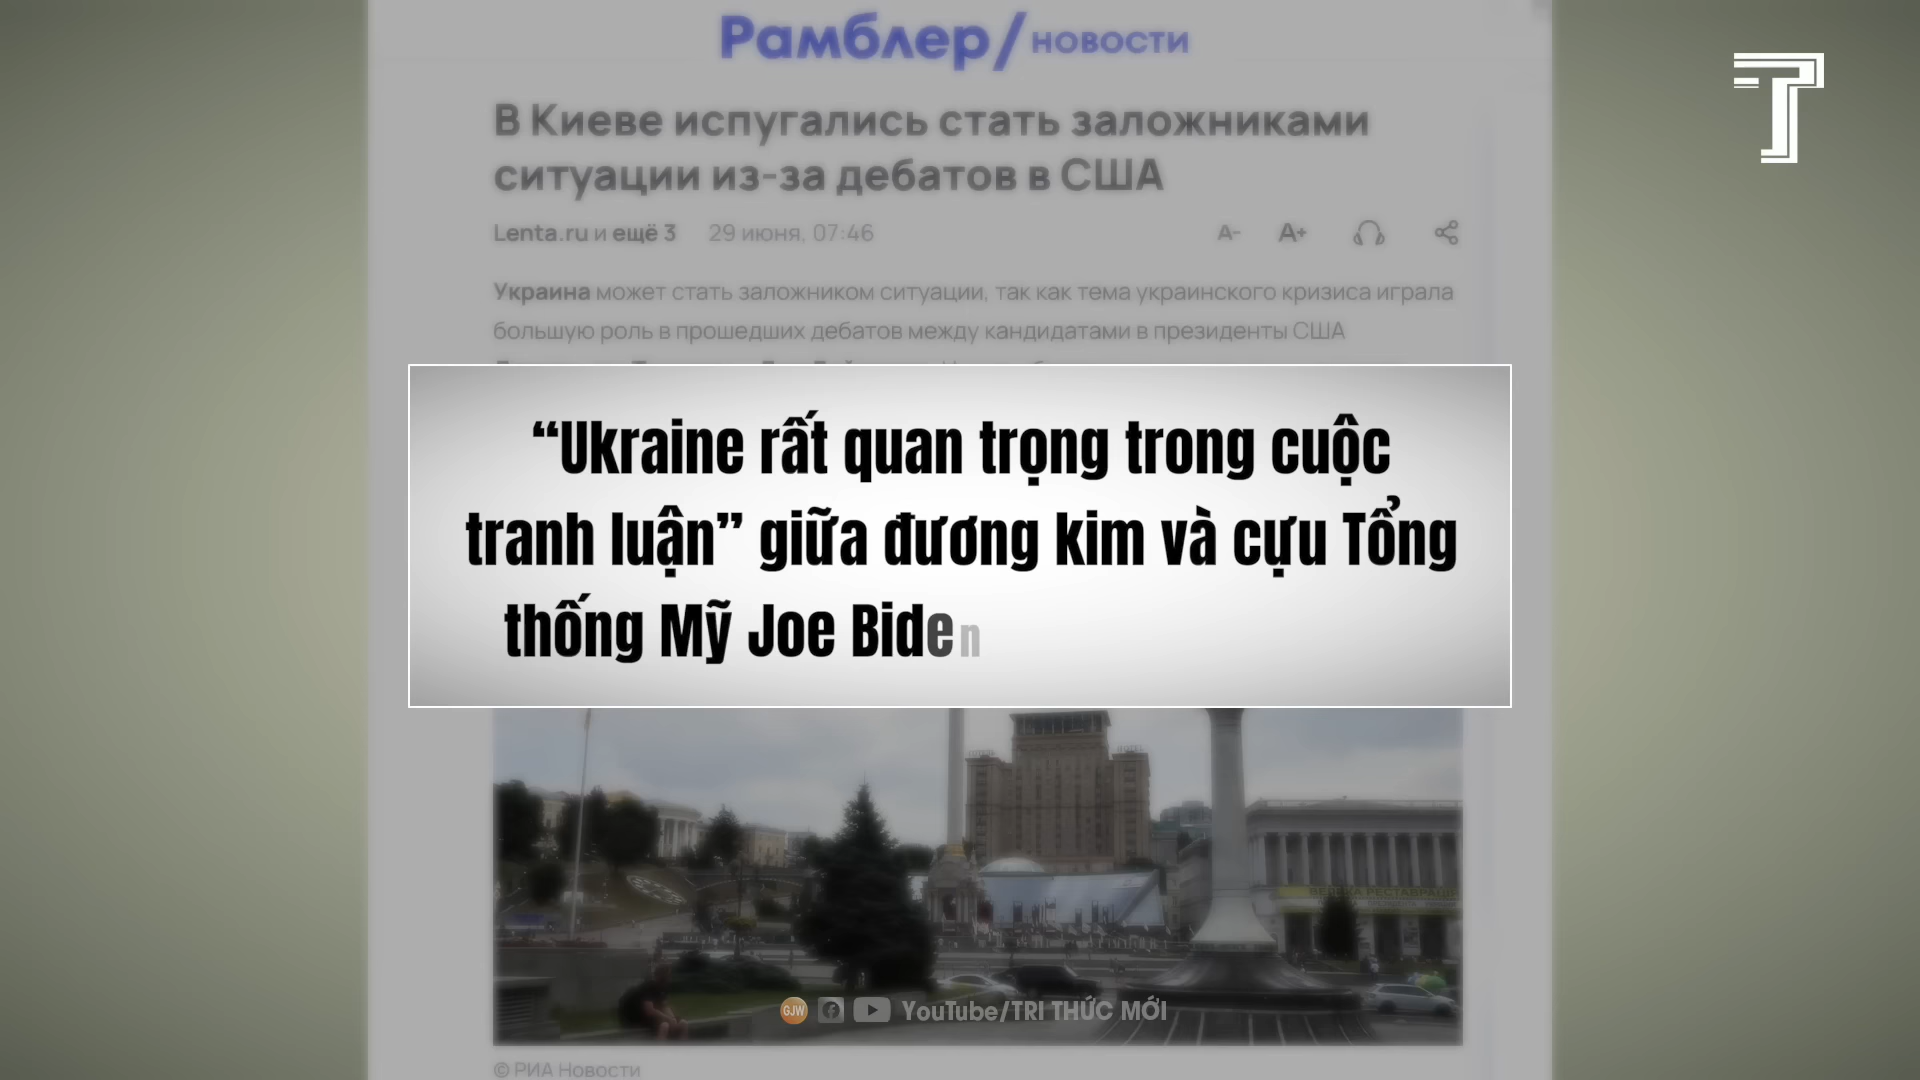 Рамблер/новости
В Киеве испугались стать заложниками
ситуации из-за дебатов в США
Lenta.ru и ещё 3 29 июня, 07:46 A- A+
Украина может стать заложником ситуации, так как тема украинского кризиса играла
большую роль в прошедших дебатов между кандидатами в президенты США
“Ukraine rất quan trọng trong cuộc
tranh luận” giữa đương kim và cựu Tổng
thống Mỹ Joe Biden
GJW YouTube/TRI THỨC MỚI
© РИА Новости